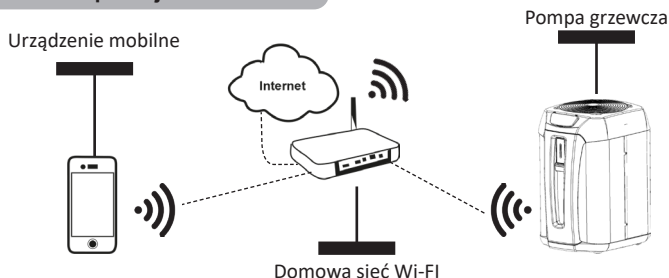 Pompa grzewcza
Urządzenie mobilne
Internet
Domowa sieć Wi-FI